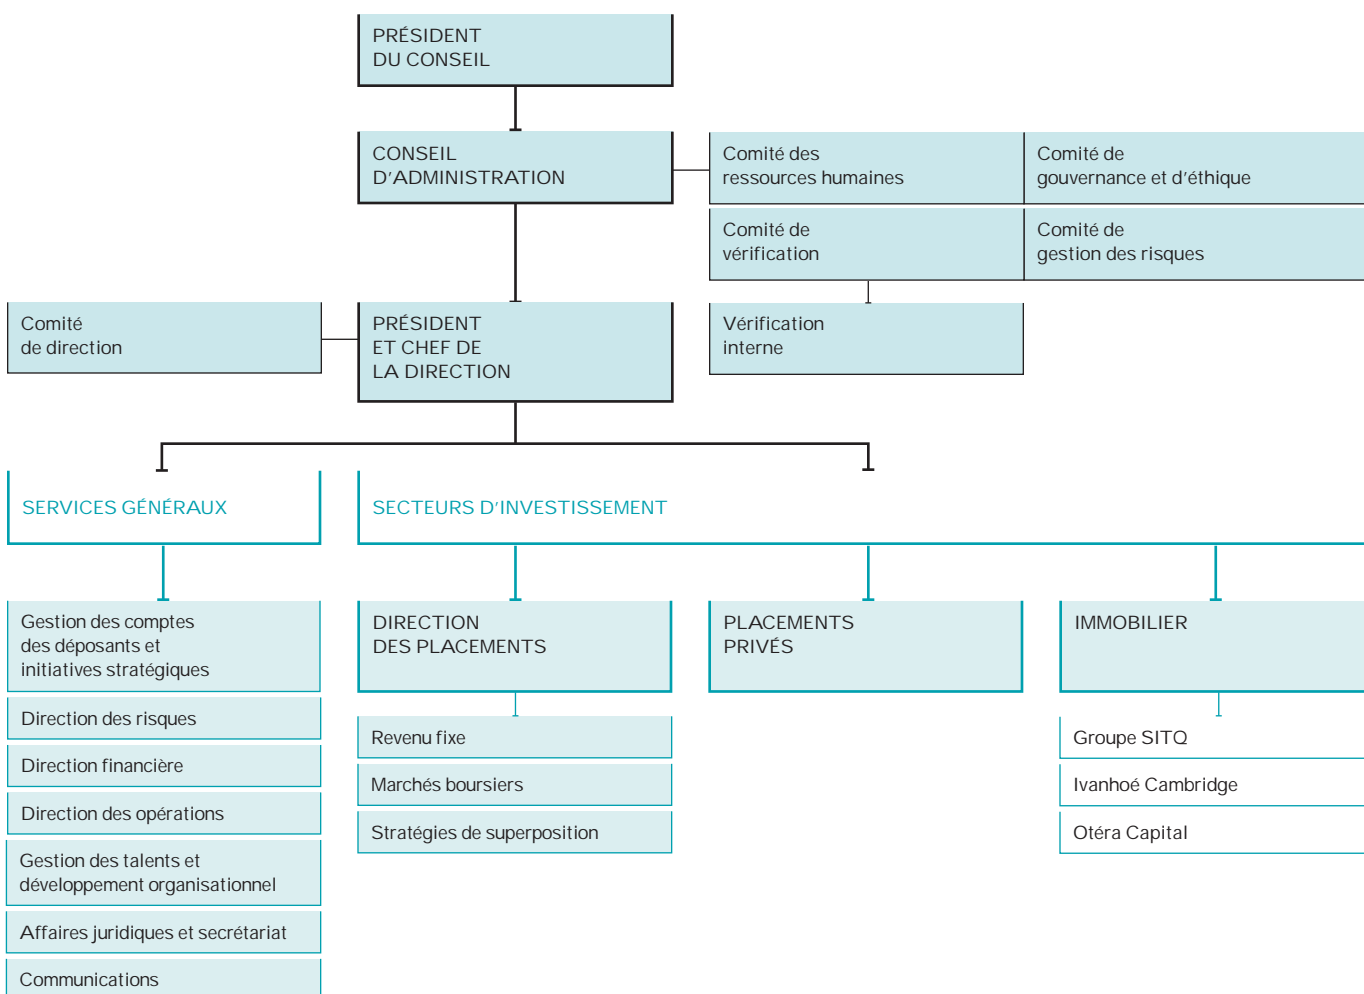 PRÉSIDENT
DU CONSEIL
CONSEIL
D'ADMINISTRATION
Comité des
ressources humaines
Comité de
gouvernance et d'éthique
Comité de
vérification
Comité de
gestion des risques
Comité
de direction
PRÉSIDENT
ET CHEF DE
LA DIRECTION
Vérification
interne
SERVICES GÉNÉRAUX
SECTEURS D'INVESTISSEMENT
Gestion des comptes
des déposants et
initiatives stratégiques
Direction des risques
Direction financière
Direction des opérations
Gestion des talents et
développement organisationnel
Affaires juridiques et secrétariat
Communications
DIRECTION
DES PLACEMENTS
Revenu fixe
Marchés boursiers
Stratégies de superposition
PLACEMENTS
PRIVÉS
IMMOBILIER
Groupe SITQ
Ivanhoé Cambridge
Otéra Capital